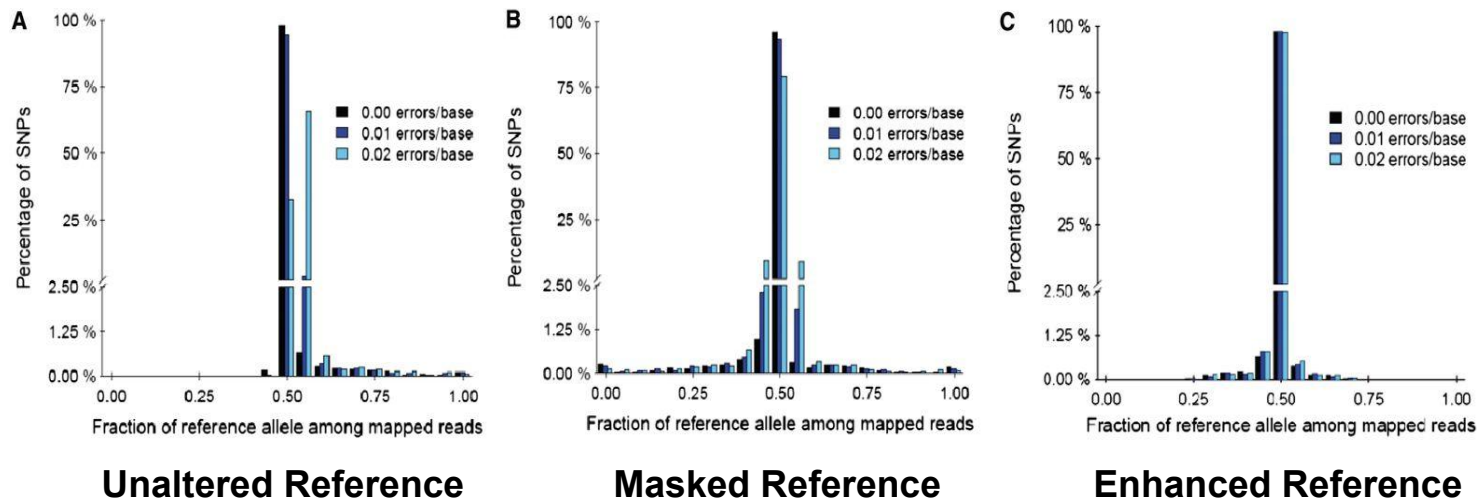 A
100 %
75 %
50 %
25 %
2.50 %
1.25 %
0.00 %
Percentage of SNPs
0.00 errors/base
0.01 errors/base
0.02 errors/base
0.00 0.25 0.50 0.75 1.00
Fraction of reference allele among mapped reads
Unaltered Reference
B
100 %
75 %
50 %
25 %
2.50 %
1.25 %
0.00 %
Percentage of SNPs
0.00 errors/base
0.01 errors/base
0.02 errors/base
0.00 0.25 0.50 0.75 1.00
Fraction of reference allele among mapped reads
Masked Reference
C
100 %
75 %
50 %
25 %
2.50 %
1.25 %
0.00 %
Percentage of SNPs
0.00 errors/base
0.01 errors/base
0.02 errors/base
0.00 0.25 0.50 0.75 1.00
Fraction of reference allele among mapped reads
Enhanced Reference